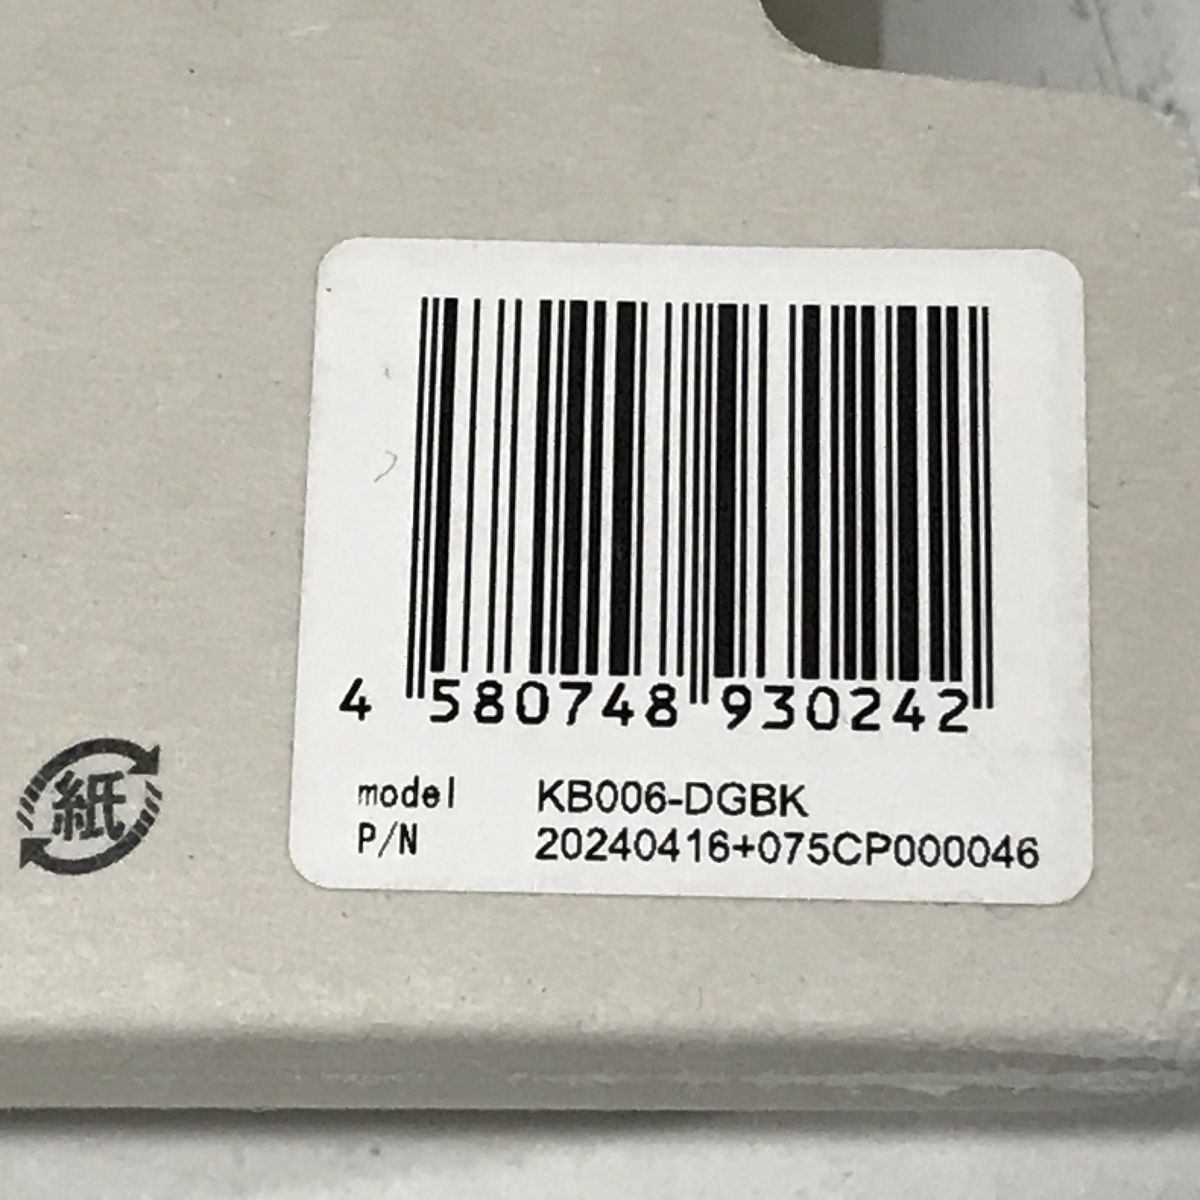 4 580748 930242
model KB006-DGBK
P/N 20240416+075CP000046
紙